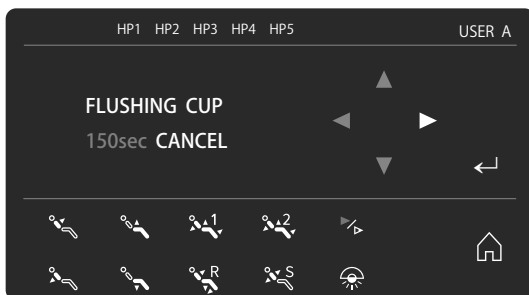 HP1 HP2 HP3 HP4 HP5 USER A
FLUSHING CUP
150sec CANCEL
1 2
R S